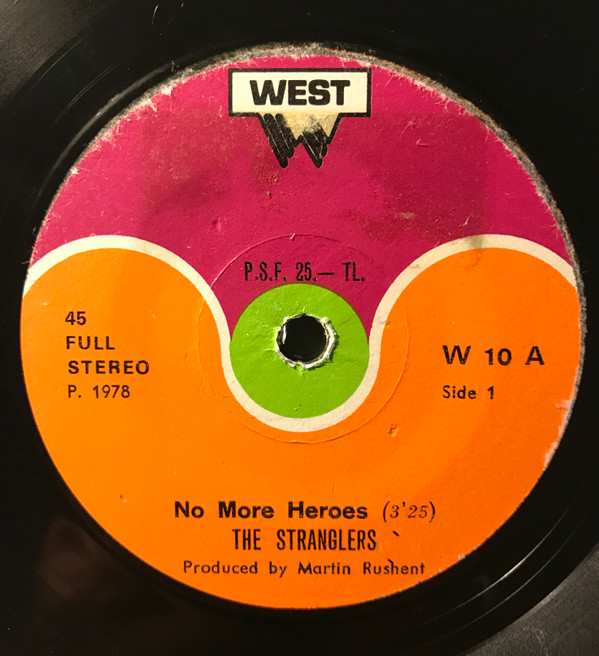 WEST
P.S.F. 25.— TL.
45
FULL
STEREO
P. 1978
W 10 A
Side 1
No More Heroes (3'25)
THE STRANGLERS
Produced by Martin Rushent